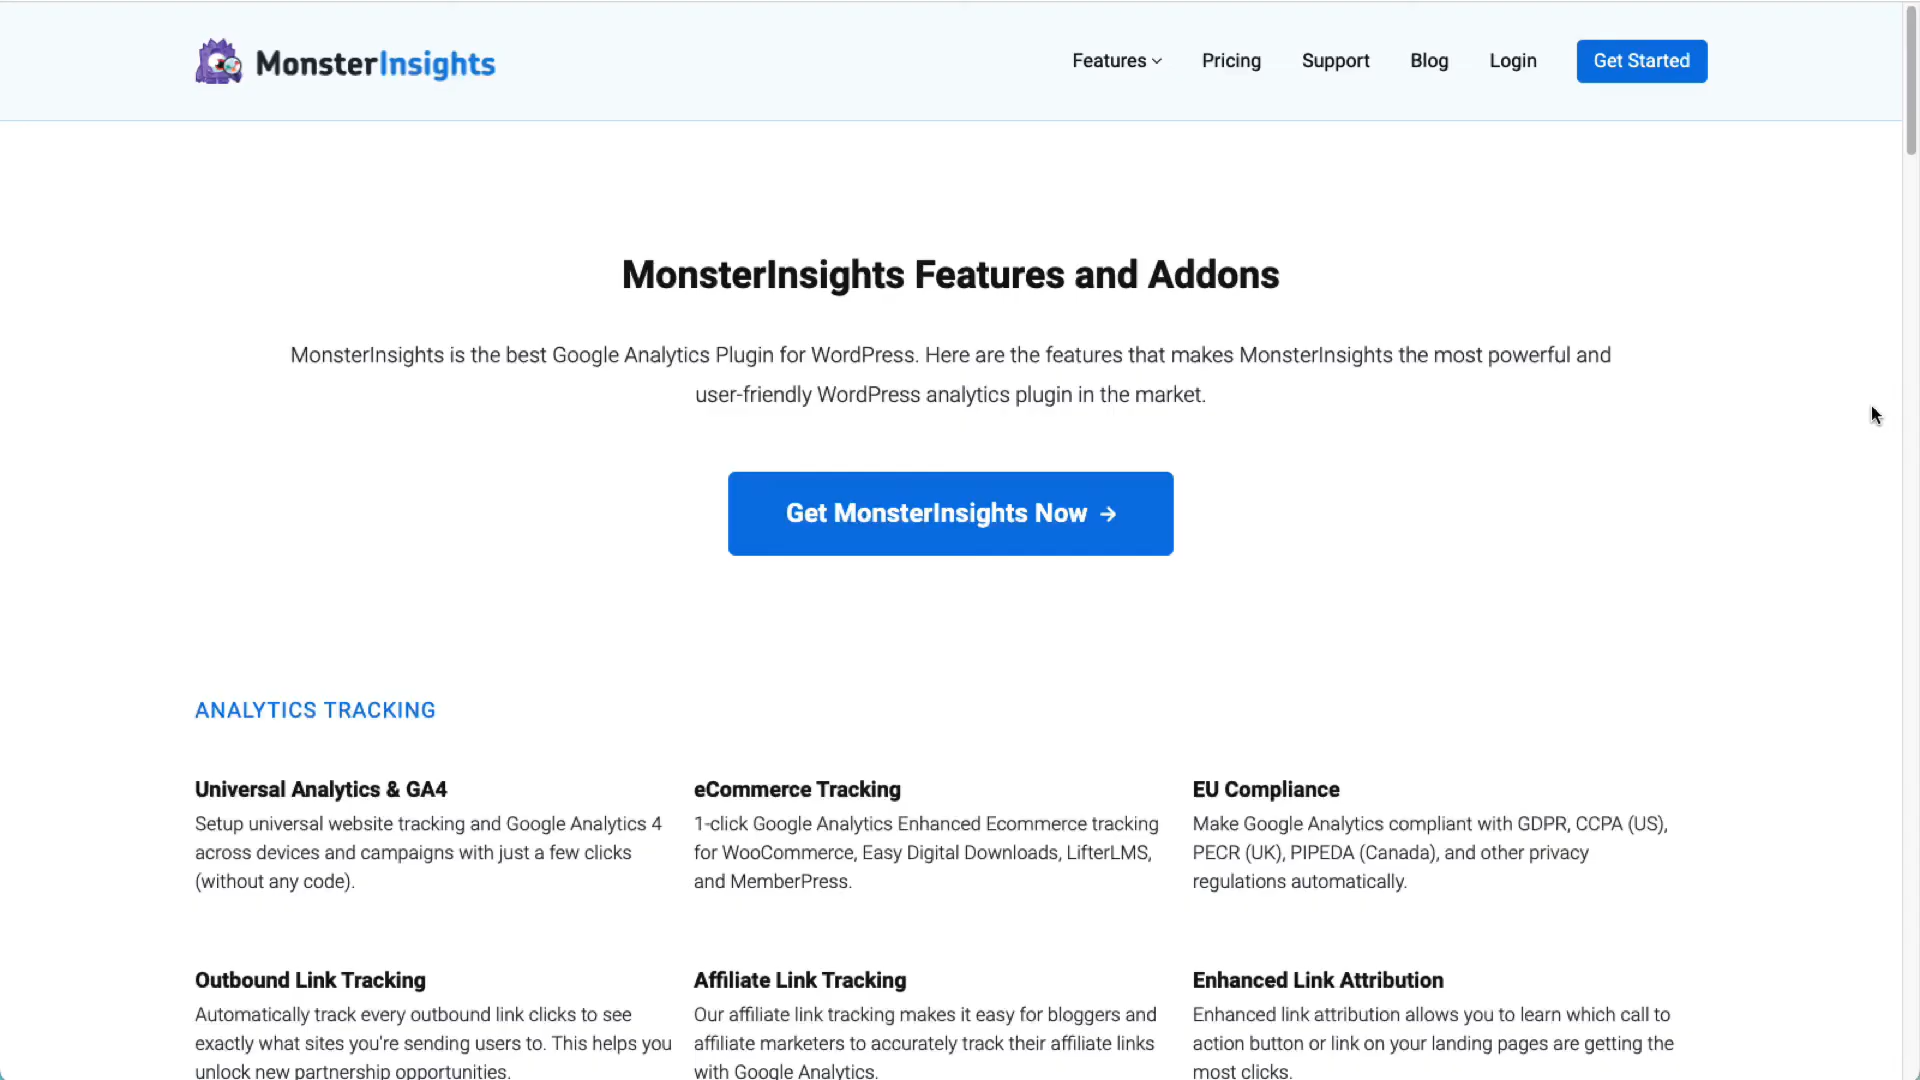 MonsterInsights
Features
Pricing
Support
Blog
Login
Get Started
MonsterInsights Features and Addons
MonsterInsights is the best Google Analytics Plugin for WordPress. Here are the features that makes MonsterInsights the most powerful and
user-friendly WordPress analytics plugin in the market.
Get MonsterInsights Now →
ANALYTICS TRACKING
Universal Analytics & GA4
Setup universal website tracking and Google Analytics 4
across devices and campaigns with just a few clicks
(without any code).
eCommerce Tracking
1-click Google Analytics Enhanced Ecommerce tracking
for WooCommerce, Easy Digital Downloads, LifterLMS,
and MemberPress.
EU Compliance
Make Google Analytics compliant with GDPR, CCPA (US),
PECR (UK), PIPEDA (Canada), and other privacy
regulations automatically.
Outbound Link Tracking
Automatically track every outbound link clicks to see
exactly what sites you're sending users to. This helps you
unlock new partnership opportunities.
Affiliate Link Tracking
Our affiliate link tracking makes it easy for bloggers and
affiliate marketers to accurately track their affiliate links
with Google Analytics.
Enhanced Link Attribution
Enhanced link attribution allows you to learn which call to
action button or link on your landing pages are getting the
most clicks.